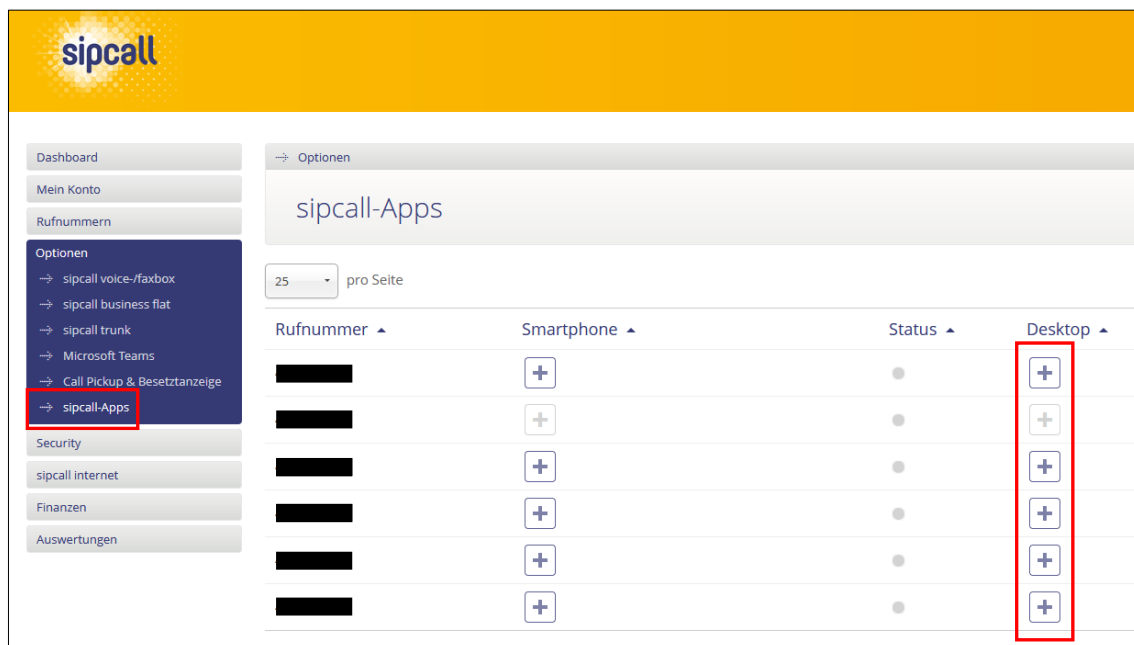 sipcall
Dashboard
Mein Konto
Rufnummern
Optionen
sipcall voice-/faxbox
sipcall business flat
sipcall trunk
Microsoft Teams
Call Pickup & Besetztanzeige
sipcall-Apps
Security
sipcall internet
Finanzen
Auswertungen
Optionen
sipcall-Apps
25 pro Seite
Rufnummer Smartphone Status Desktop